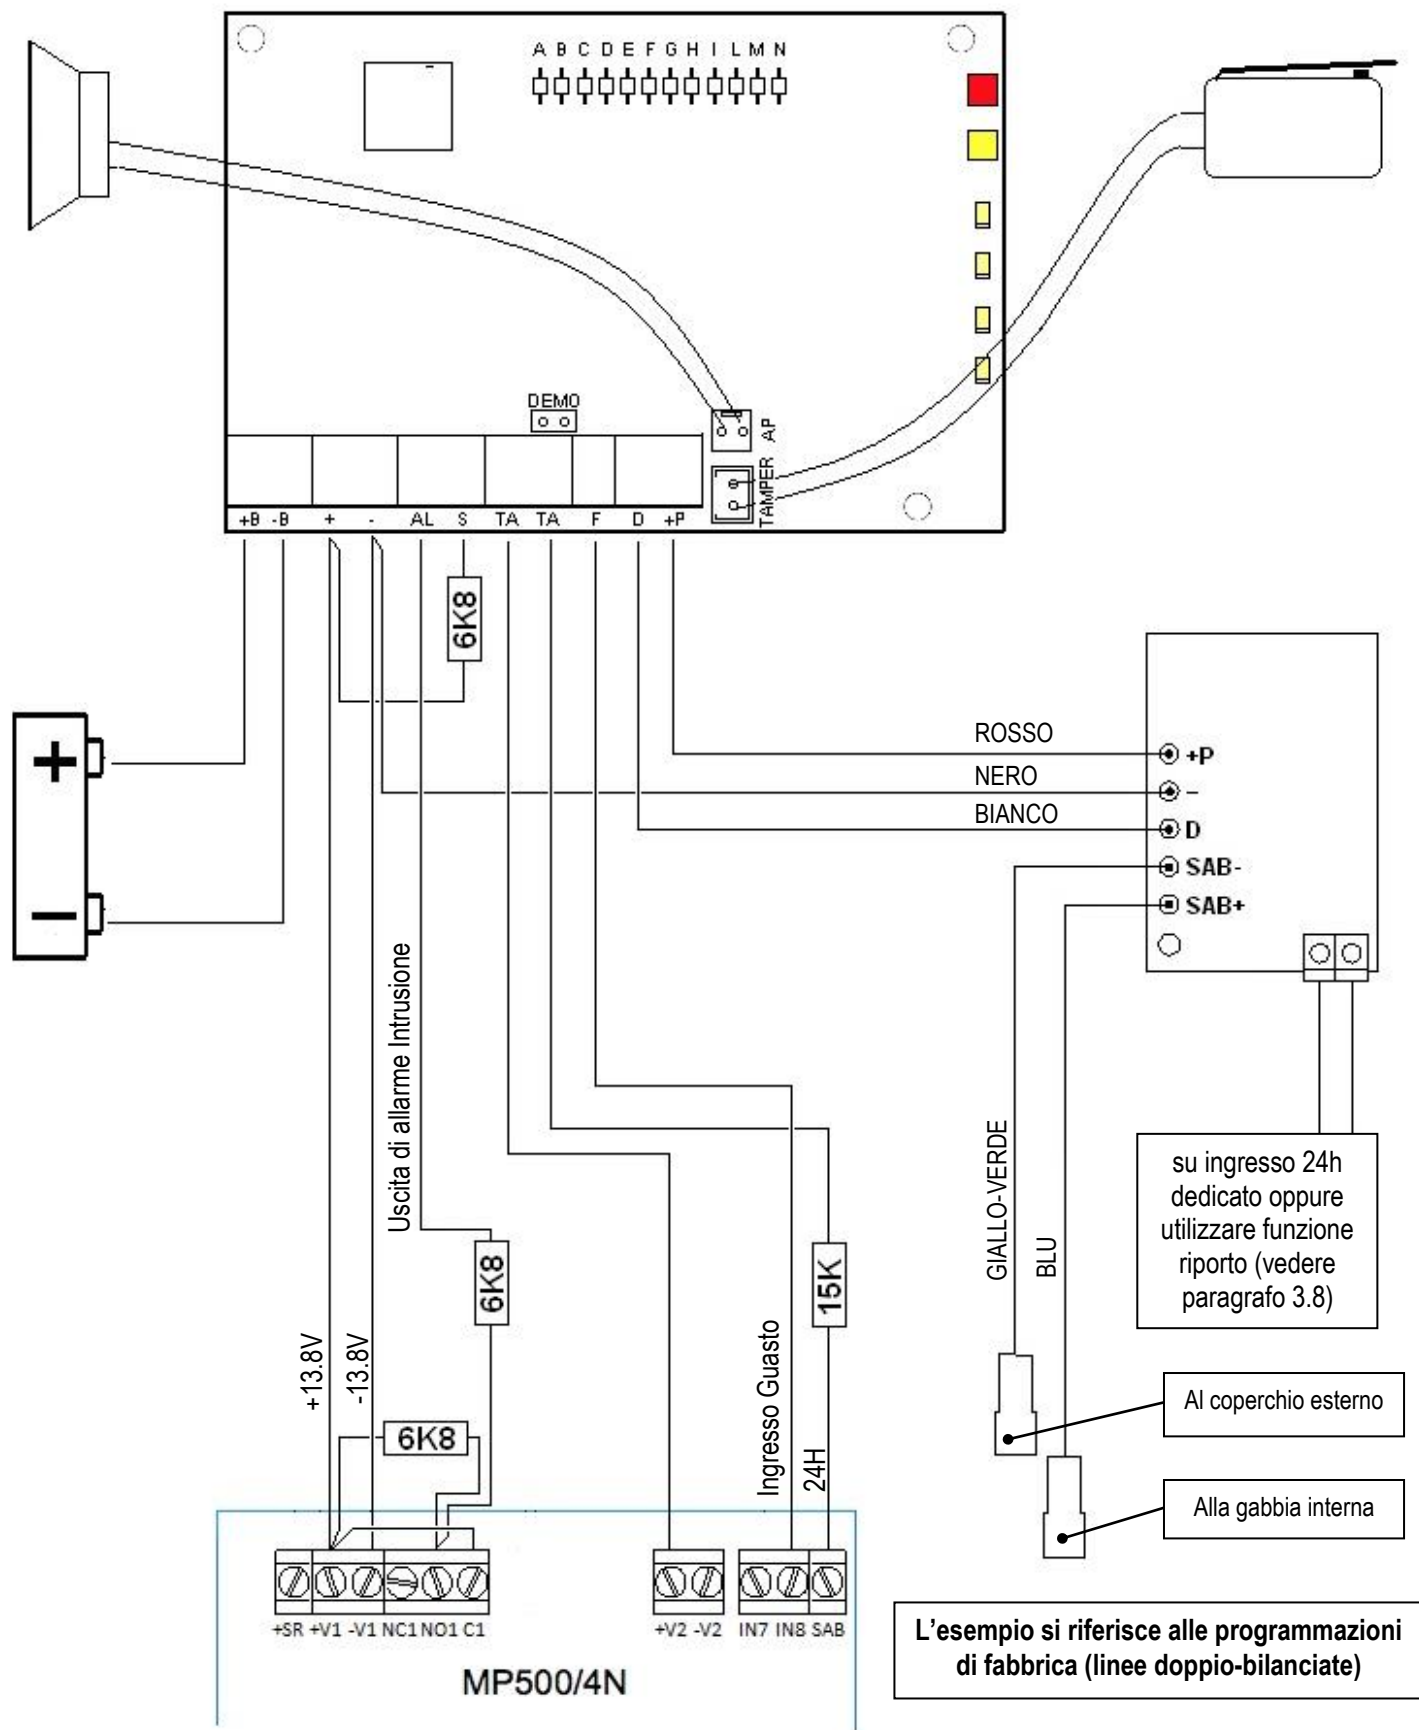 A B C D E F G H I L M N
DEMO
AP
TAMPER
+B -B + - AL S TA TA F D +P
6K8
ROSSO
NERO
BIANCO
+P
–
D
SAB-
SAB+
+
–
Uscita di allarme Intrusione
GIALLO-VERDE
BLU
su ingresso 24h
dedicato oppure
utilizzare funzione
riporto (vedere
paragrafo 3.8)
6K8
15K
+13.8V
-13.8V
Ingresso Guasto
24H
6K8
Al coperchio esterno
Alla gabbia interna
+SR +V1 -V1 NC1 NO1 C1
+V2 -V2
IN7 IN8 SAB
MP500/4N
L'esempio si riferisce alle programmazioni
di fabbrica (linee doppio-bilanciate)